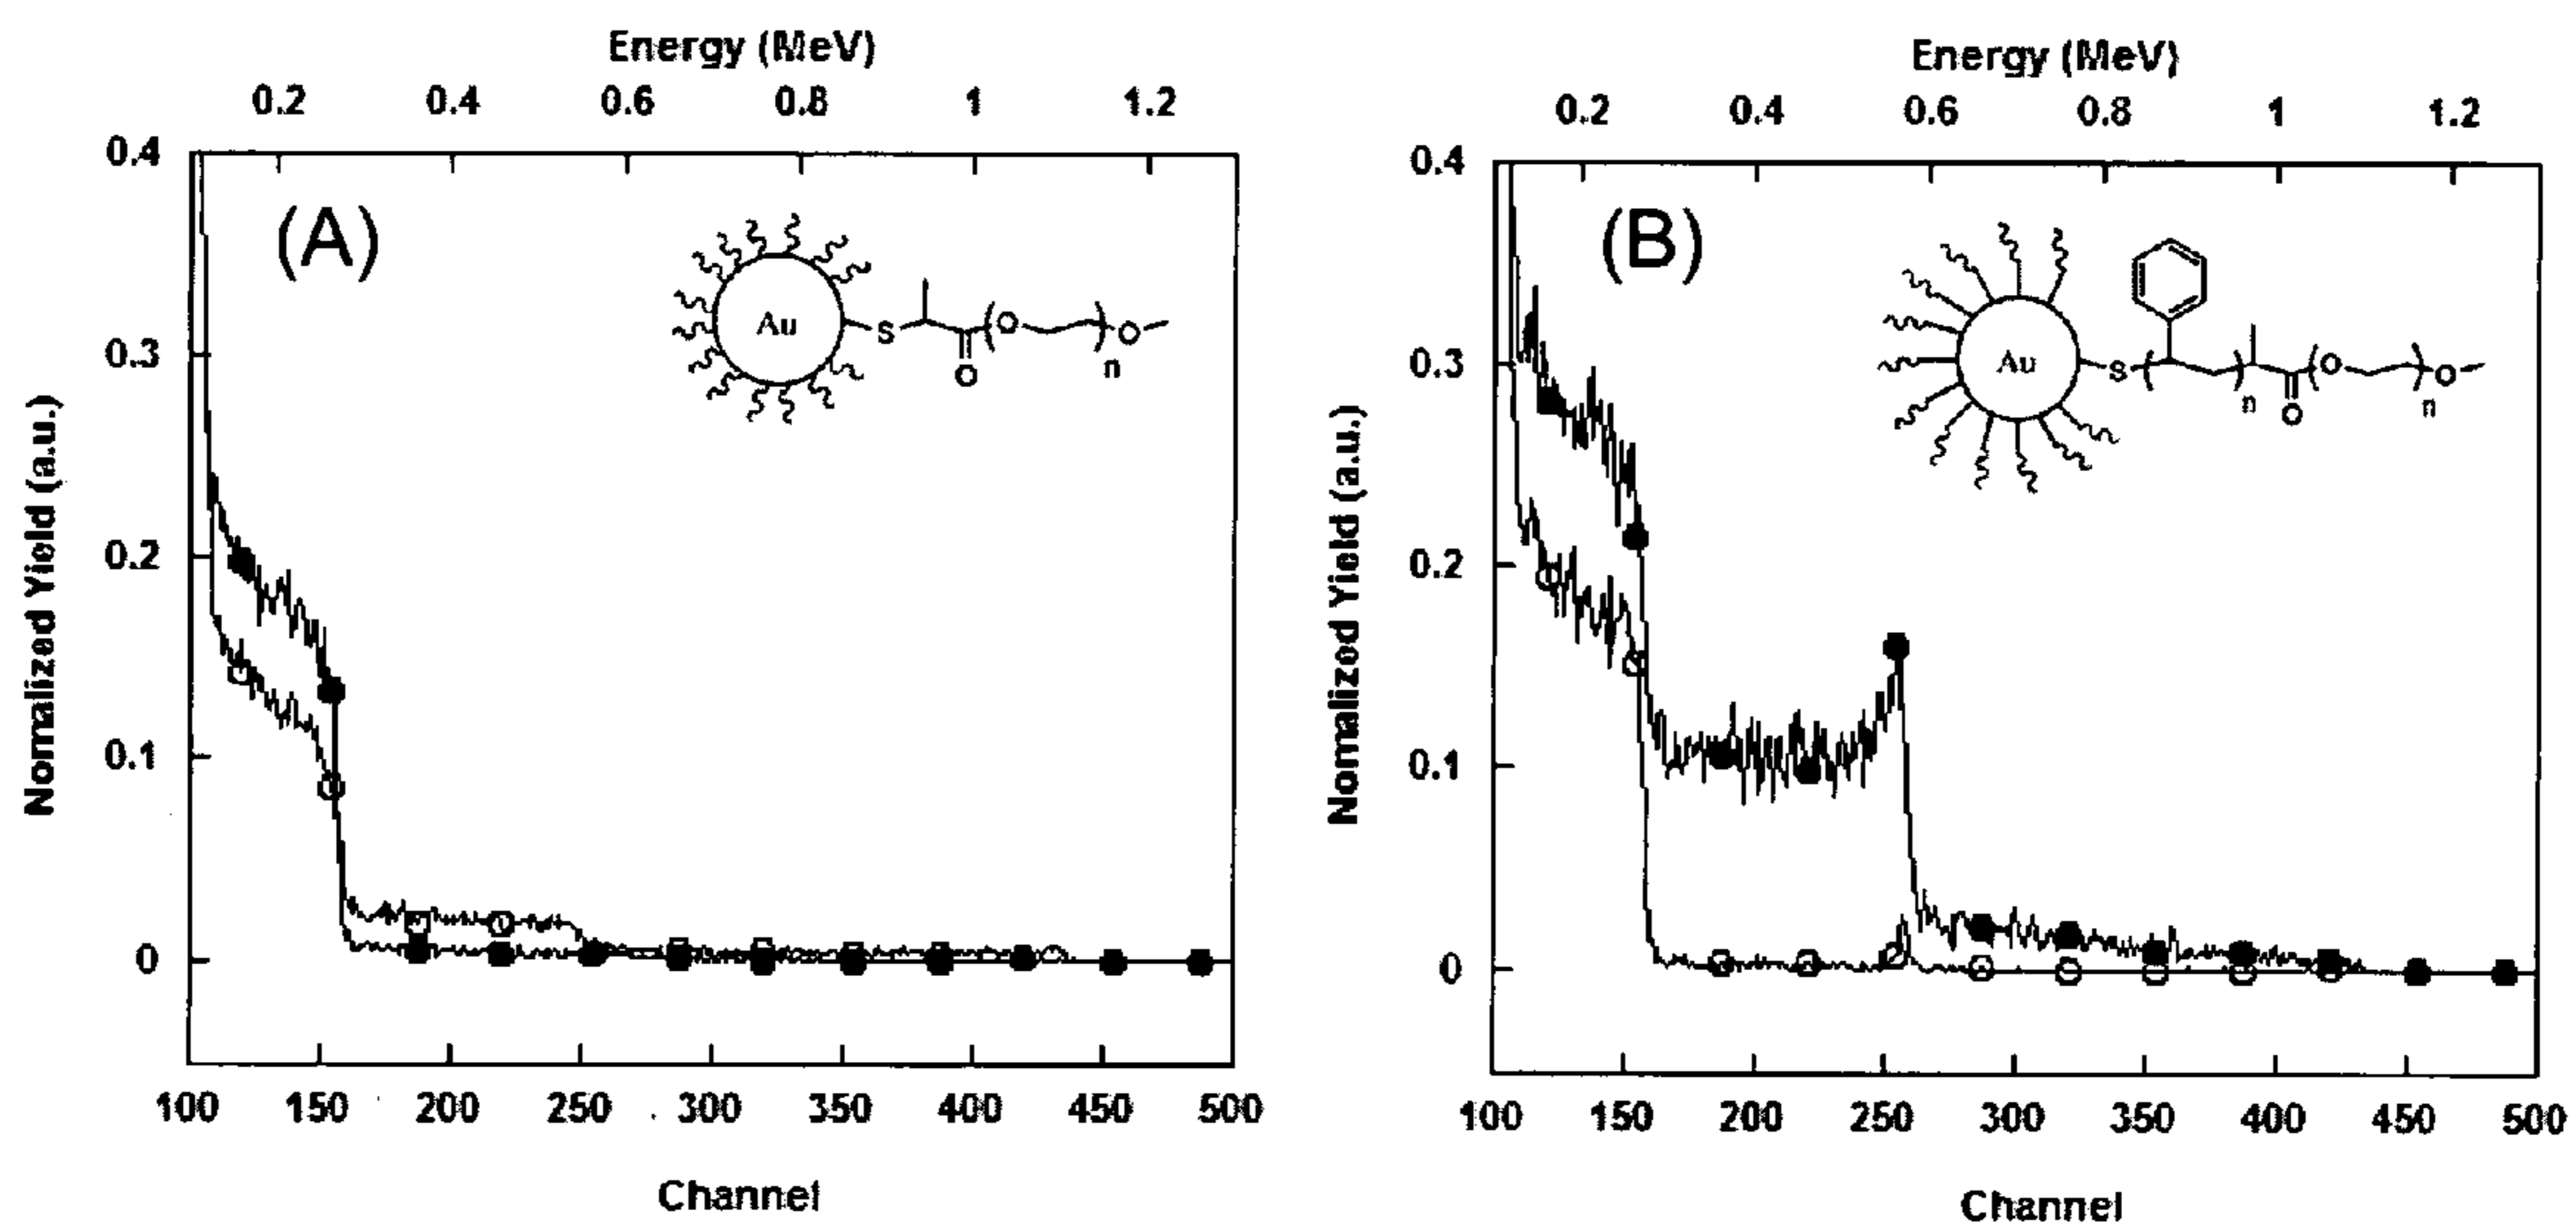 Energy (MeV)
0.2 0.4 0.6 0.8 1 1.2
0.4
0.3
0.2
0.1
0
Nomalized Yield (a.u.)
(A)
Au
S
O
O
n
O
100 150 200 250 300 350 400 450 500
Channel
Energy (MeV)
0.2 0.4 0.6 0.8 1 1.2
0.4
0.3
0.2
0.1
0
Nomalized Yield (a.u.)
(B)
Au
S
n
O
O
n
O
100 150 200 250 300 350 400 450 500
Channel